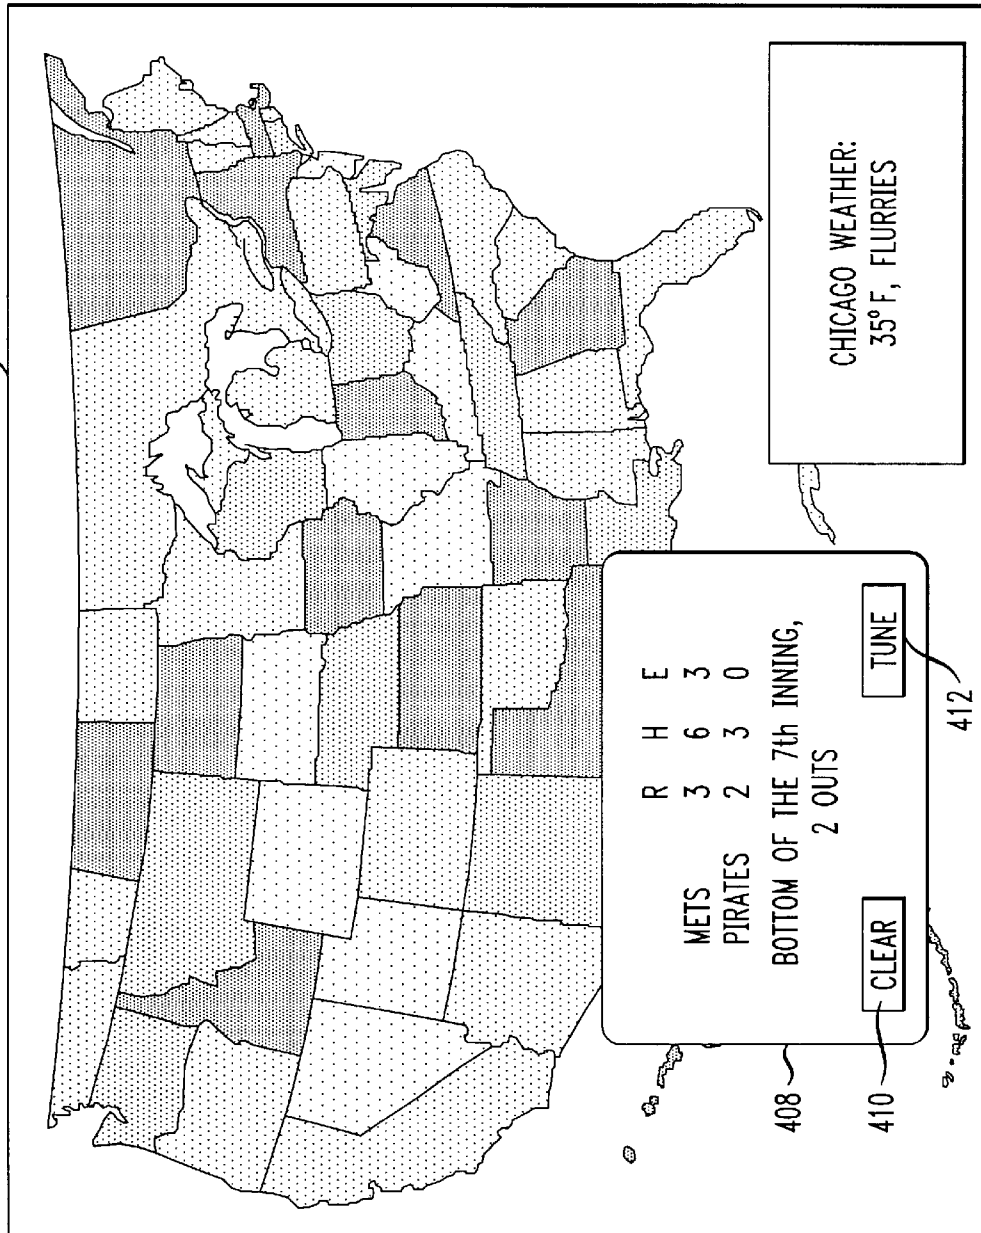 CHICAGO WEATHER:
35° F, FLURRIES
R H E
METS 3 6 3
PIRATES 2 3 0
BOTTOM OF THE 7th INNING,
2 OUTS
CLEAR
TUNE
408
410
412